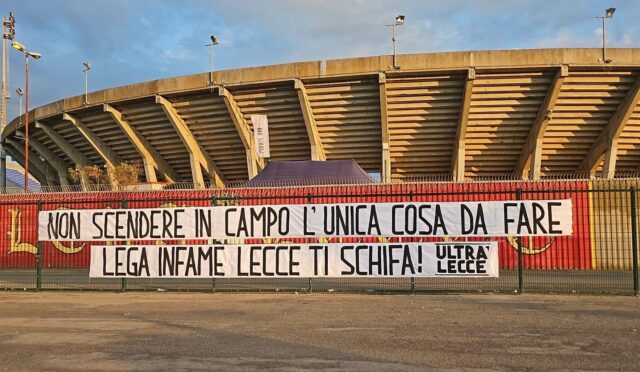 NON SCENDERE IN CAMPO L'UNICA COSA DA FARE
LEGA INFAME LECCE TI SCHIFA!
ULTRA'
LECCE